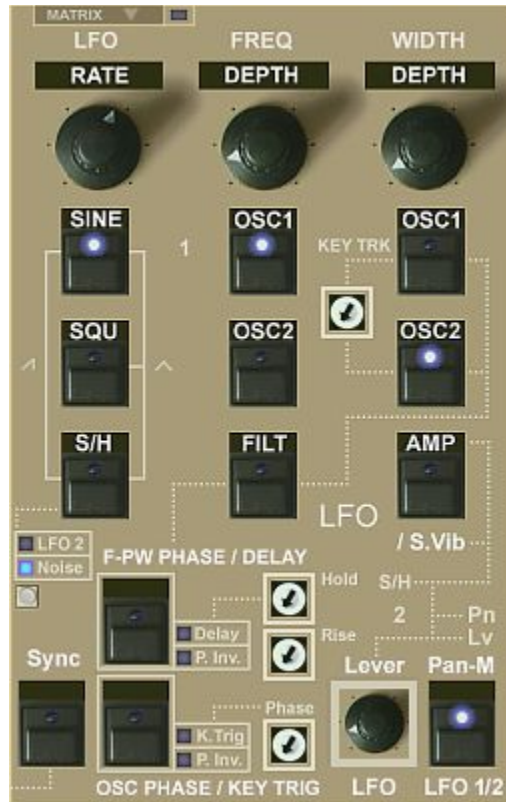 MATRIX
LFO FREQ WIDTH
RATE DEPTH DEPTH
SINE OSC1 OSC1
1 KEY TRK
SQU OSC2 OSC2
S/H FILT AMP
LFO
/ S.Vib
LFO 2
Noise
F-PW PHASE / DELAY
Hold
S/H
Delay
2 Pn
P. Inv.
Rise
Lv
Sync
Lever Pan-M
Phase
K.Trig
P. Inv.
OSC PHASE / KEY TRIG
LFO LFO 1/2